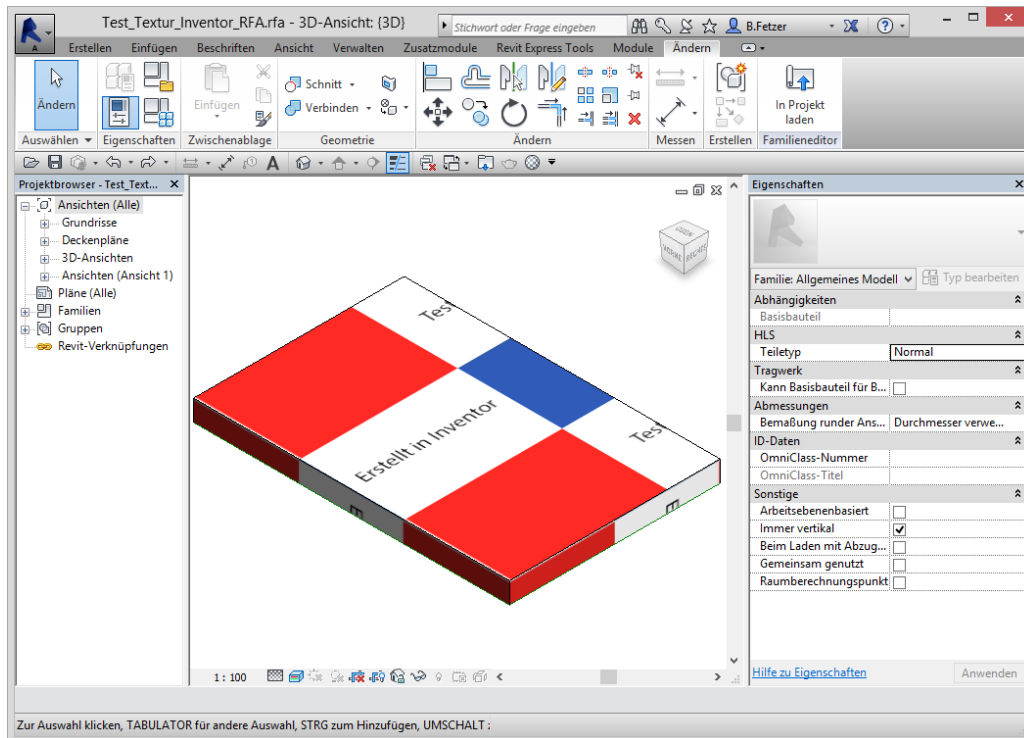 Test_Textur_Inventor_RFA.rfa - 3D-Ansicht: {3D}
Stichwort oder Frage eingeben
B.Fetzer
Erstellen Einfügen Beschriften Ansicht Verwalten Zusatzmodule Revit Express Tools Module Ändern
Ändern
Einfügen
Schnitt
Verbinden
In Projekt
laden
Auswählen Eigenschaften Zwischenablage Geometrie Ändern Messen Erstellen Familieneditor
Projektbrowser - Test_Text...
Ansichten (Alle)
Grundrisse
Deckenpläne
3D-Ansichten
Ansichten (Ansicht 1)
Pläne (Alle)
Familien
Gruppen
Revit-Verknüpfungen
VORNE
RECHTS
Test
Erstellt in Inventor
Test
E
E
1 : 100
Eigenschaften
Familie: Allgemeines Modell
Typ bearbeiten
Abhängigkeiten
Basisbauteil
HLS
Teiletyp Normal
Tragwerk
Kann Basisbauteil für B...
Abmessungen
Bemaßung runder Ans... Durchmesser verwe...
ID-Daten
OmniClass-Nummer
OmniClass-Titel
Sonstige
Arbeitsebenenbasiert
Immer vertikal
Beim Laden mit Abzug...
Gemeinsam genutzt
Raumberechnungspunkt
Hilfe zu Eigenschaften
Anwenden
Zur Auswahl klicken, TABULATOR für andere Auswahl, STRG zum Hinzufügen, UMSCHALT :